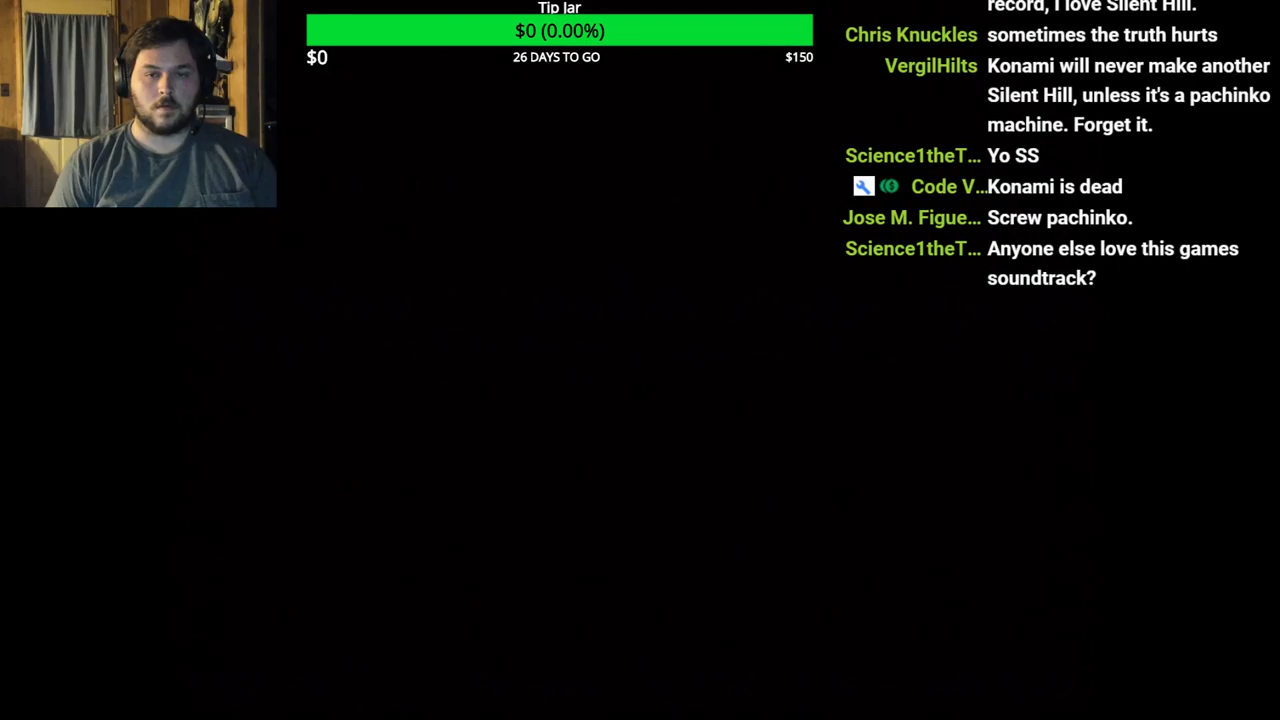 Tip Jar
$0 (0.00%)
$0
26 DAYS TO GO
$150
record, I love Silent Hill.
Chris Knuckles sometimes the truth hurts
VergilHilts Konami will never make another
Silent Hill, unless it's a pachinko
machine. Forget it.
Science1theT... Yo SS
Code V... Konami is dead
Jose M. Figue... Screw pachinko.
Science1theT... Anyone else love this games
soundtrack?